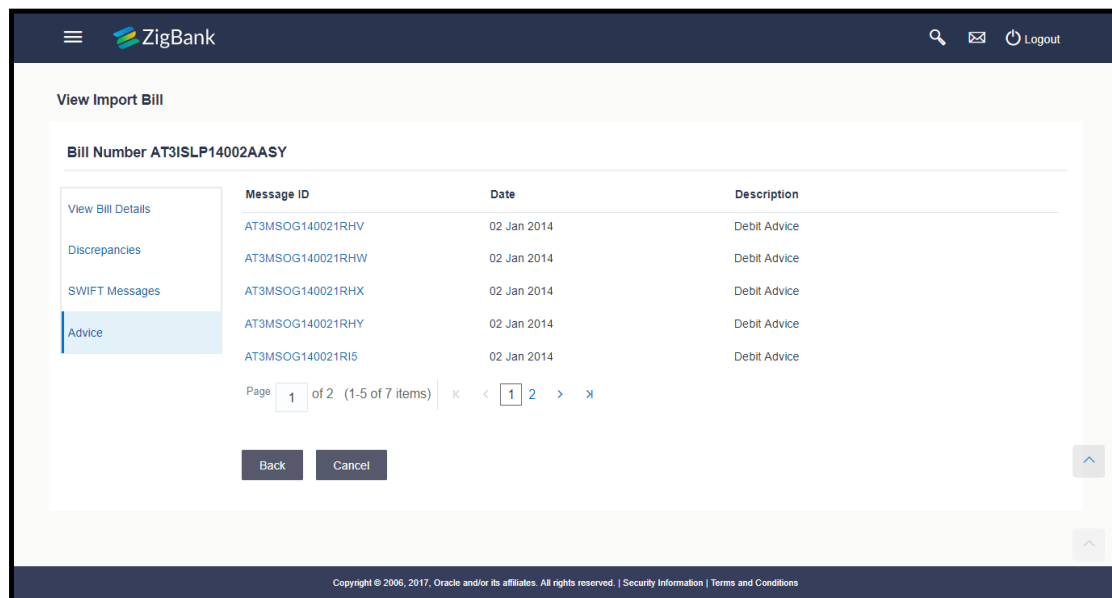 ZigBank
Logout
View Import Bill
Bill Number AT3ISLP14002AASY
View Bill Details
Discrepancies
SWIFT Messages
Advice
Message ID Date Description
AT3MSOG140021RHV 02 Jan 2014 Debit Advice
AT3MSOG140021RHW 02 Jan 2014 Debit Advice
AT3MSOG140021RHX 02 Jan 2014 Debit Advice
AT3MSOG140021RHY 02 Jan 2014 Debit Advice
AT3MSOG140021RI5 02 Jan 2014 Debit Advice
Page 1 of 2 (1-5 of 7 items) 1 2
Back Cancel
Copyright © 2006, 2017, Oracle and/or its affiliates. All rights reserved. | Security Information | Terms and Conditions